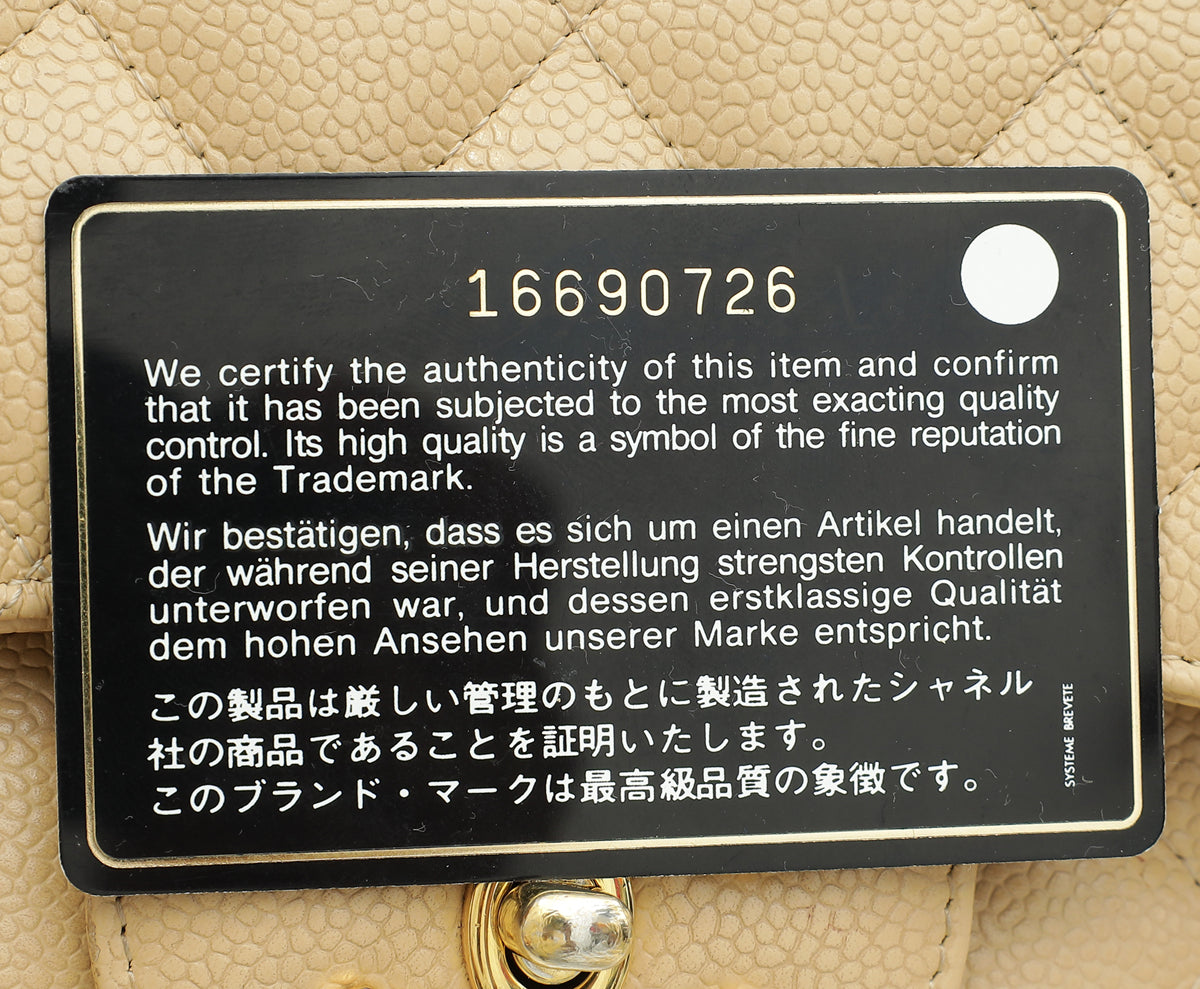 16690726
We certify the authenticity of this item and confirm
that it has been subjected to the most exacting quality
control. Its high quality is a symbol of the fine reputation
of the Trademark.
Wir bestätigen, dass es sich um einen Artikel handelt,
der während seiner Herstellung strengsten Kontrollen
unterworfen war, und dessen erstklassige Qualität
dem hohen Ansehen unserer Marke entspricht.
この製品は厳しい管理のもとに製造されたシャネル
社の商品であることを証明いたします。
このブランド・マークは最高級品質の象徴です。
SYSTEME BREVETE